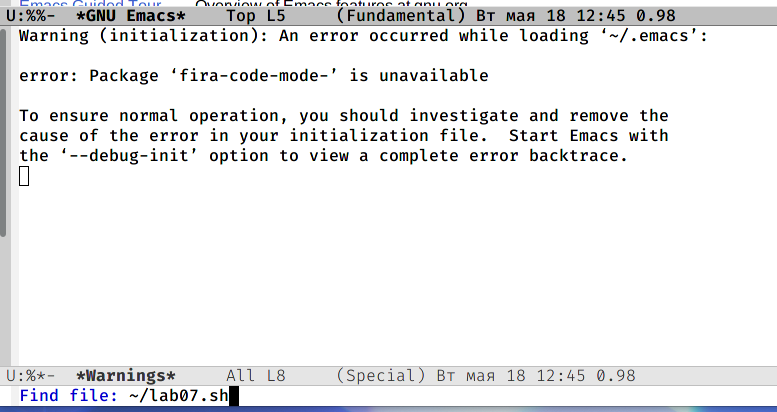 Emacs Guided Tour Overview of Emacs features at gnu.org
U:%%- *GNU Emacs* Top L5 (Fundamental) Вт мая 18 12:45 0.98
Warning (initialization): An error occurred while loading ‘~/.emacs’:
error: Package ‘fira-code-mode-’ is unavailable
To ensure normal operation, you should investigate and remove the
cause of the error in your initialization file. Start Emacs with
the ‘--debug-init’ option to view a complete error backtrace.
U:%*- *Warnings* All L8 (Special) Вт мая 18 12:45 0.98
Find file: ~/lab07.sh